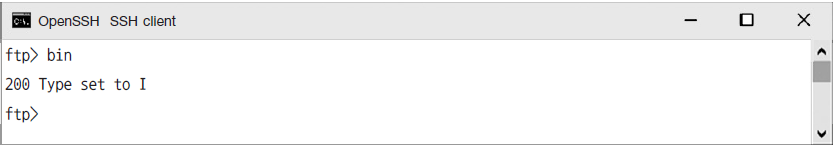 OpenSSH SSH client
ftp> bin
200 Type set to I
ftp>